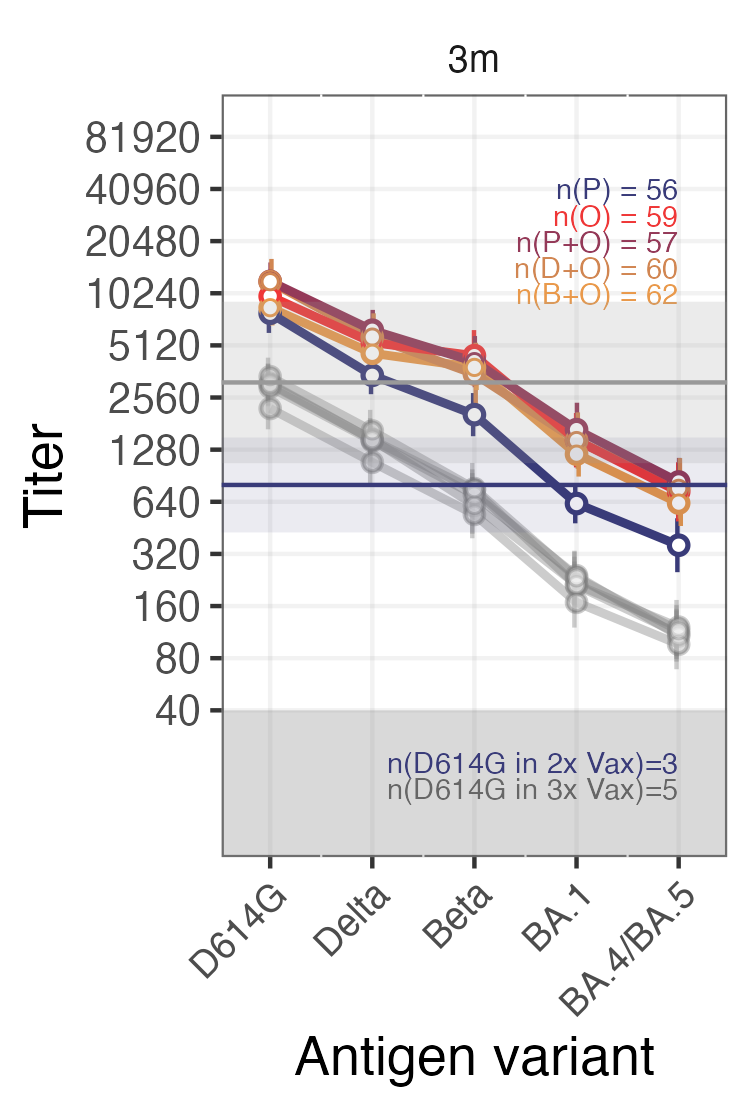 3m
81920
40960
20480
10240
5120
2560
1280
640
320
160
80
40
Titer
n(P) = 56
n(O) = 59
n(P+O) = 57
n(D+O) = 60
n(B+O) = 62
n(D614G in 2x Vax)=3
n(D614G in 3x Vax)=5
D614G
Delta
Beta
BA.1
BA.4/BA.5
Antigen variant